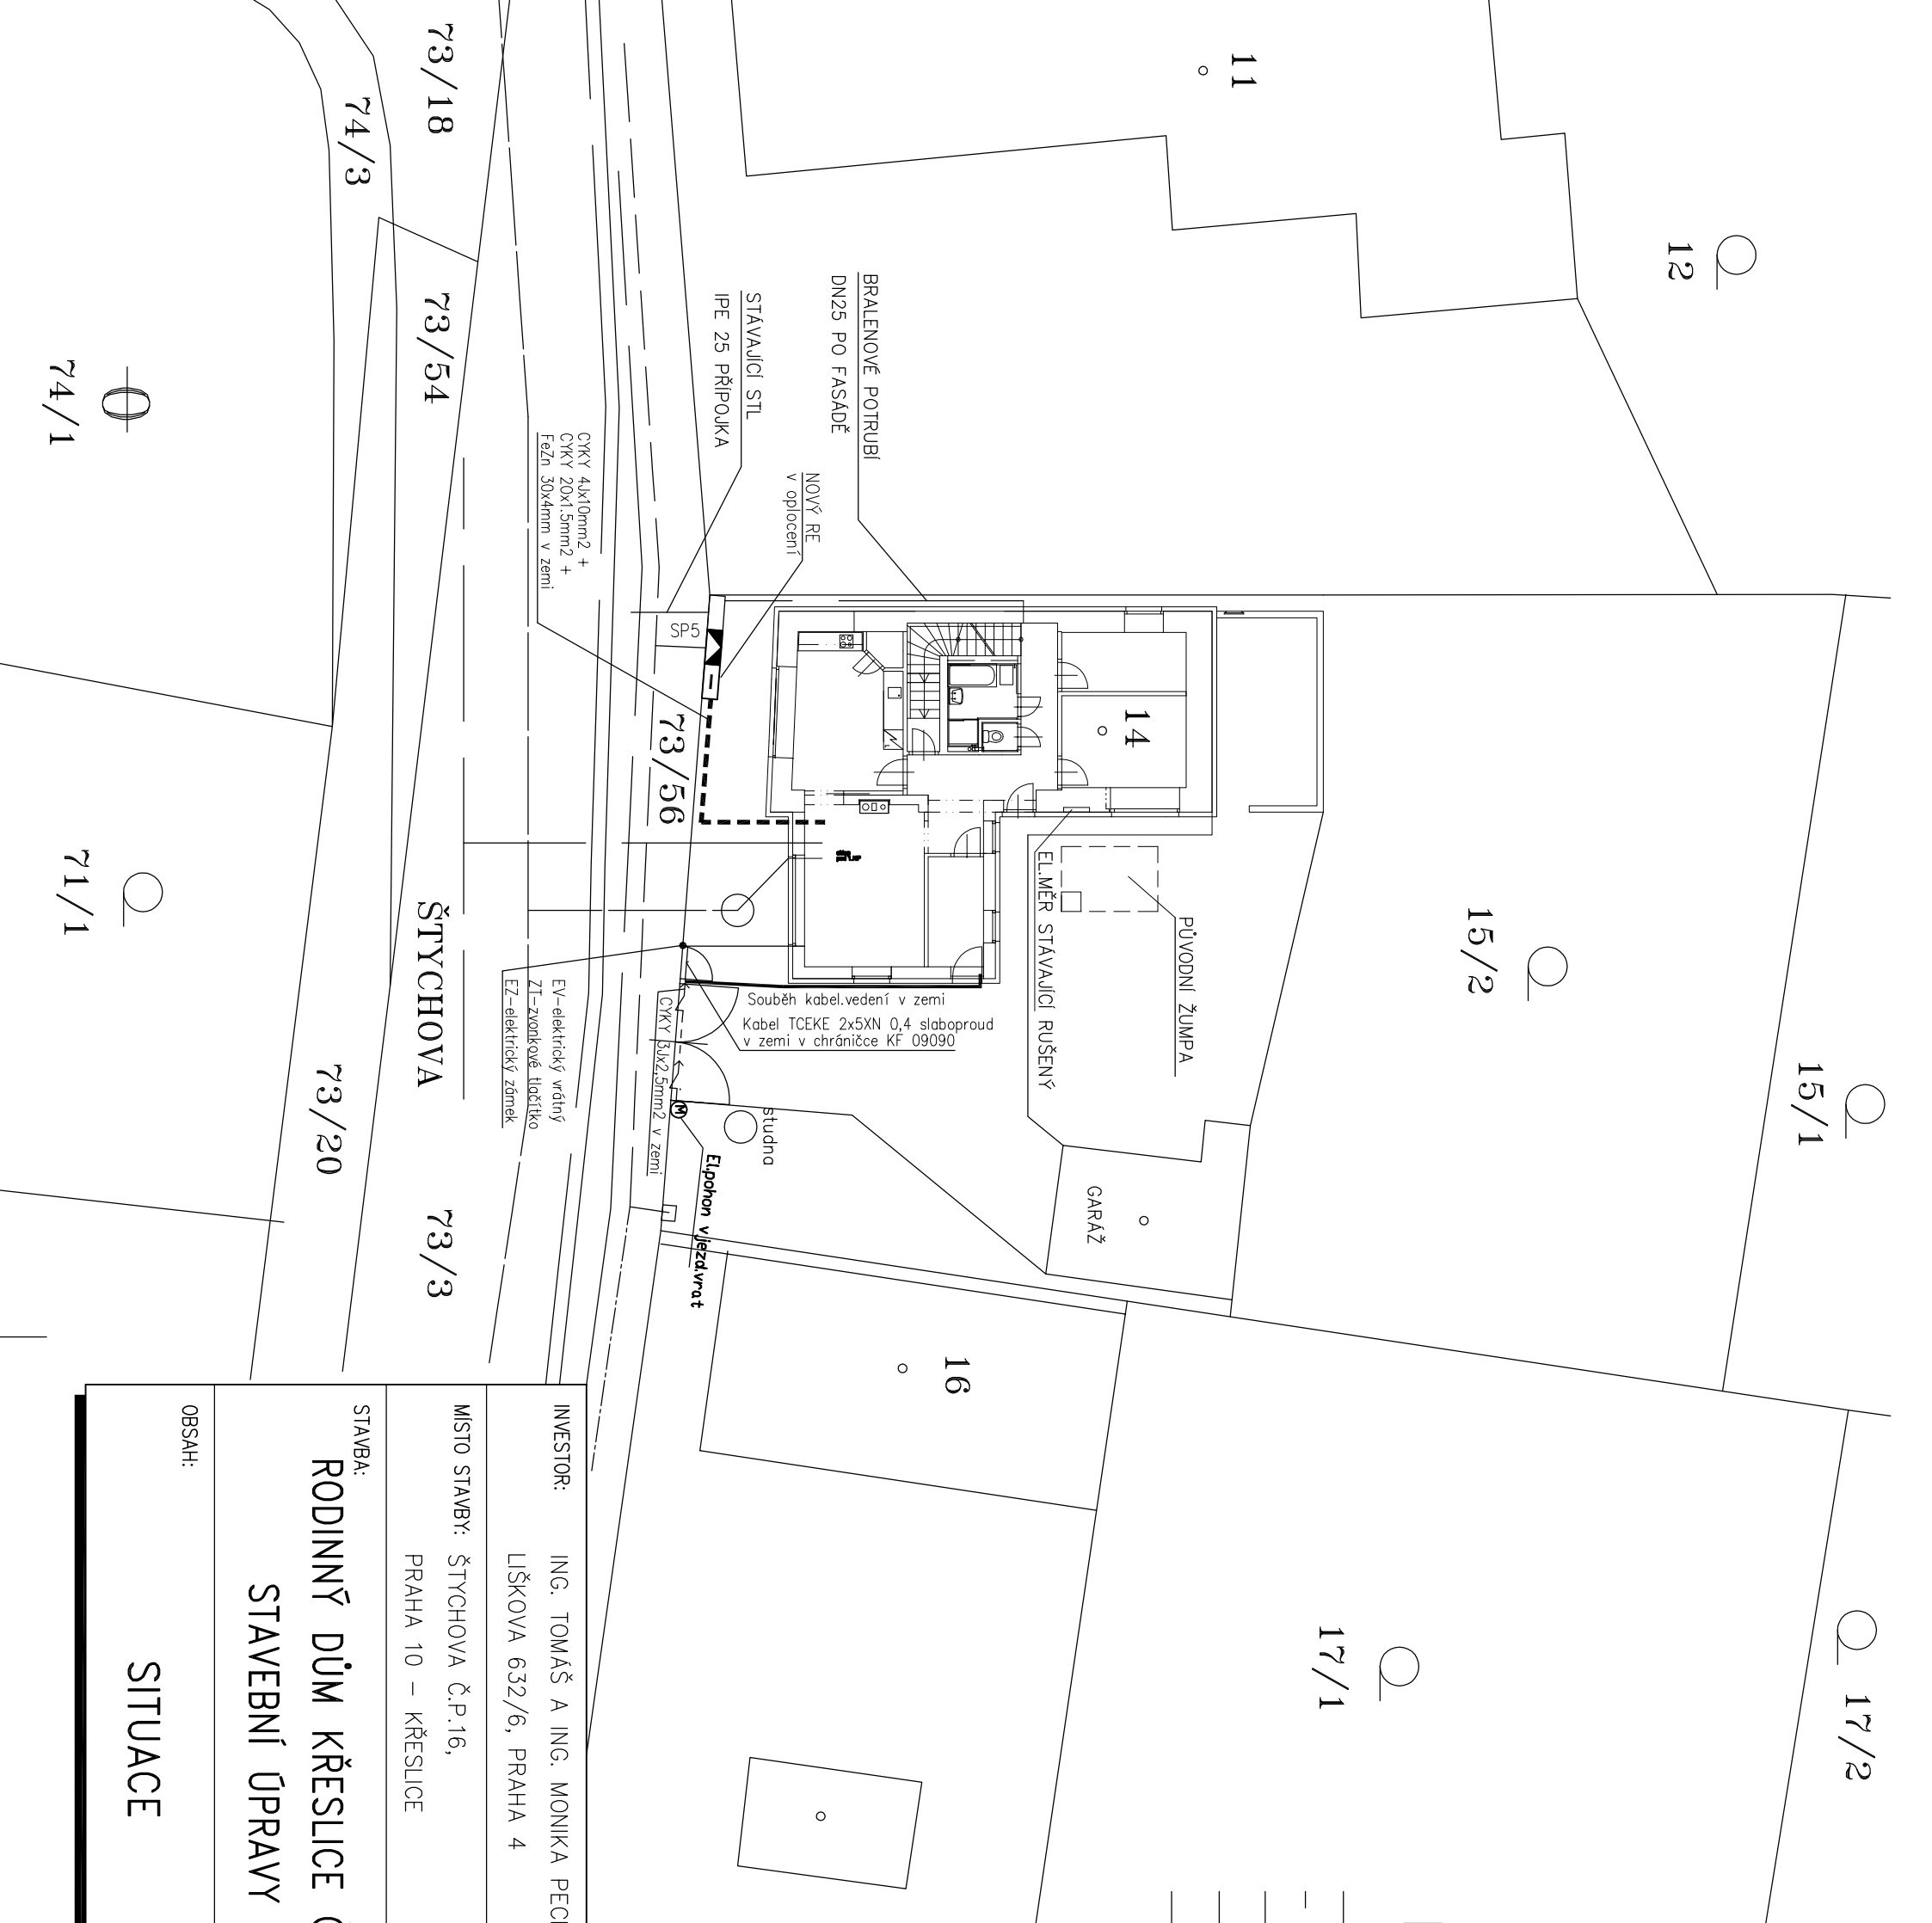 11
12
73/18
74/3
73/54
74/1
BRALENOVÉ POTRUBÍ
DN25 PO FASÁDĚ
STÁVAJÍCÍ STL
IPE 25 PŘÍPOJKA
NOVÝ RE
v oplocení
CYKY 4Jx10mm2 +
CYKY 20x1.5mm2 +
FeZn 30x4mm v zemi
SP5
73/56
14
15/2
15/1
71/1
ŠTYCHOVA
EL.MĚR STÁVAJÍCÍ RUŠENÝ
PŮVODNÍ ŽUMPA
Souběh kabel.vedení v zemi
Kabel TCEKE 2x5XN 0,4 slaboproud
v zemi v chráničce KF 09090
EV-elektrický vrátný
ZT-zvonkové tlačítko
EZ-elektrický zámek
CYKY 3Jx2,5mm2 v zemi
M
studna
El.pohon vjezd.vrat
GARÁŽ
73/20
73/3
16
17/1
17/2
INVESTOR:
ING. TOMÁŠ A ING. MONIKA
LIŠKOVA 632/6, PRAHA 4
MÍSTO STAVBY: ŠTYCHOVA Č.P.16,
PRAHA 10 - KŘESLICE
STAVBA:
RODINNÝ DŮM KŘESLICE
STAVEBNÍ ÚPRAVY
OBSAH:
SITUACE